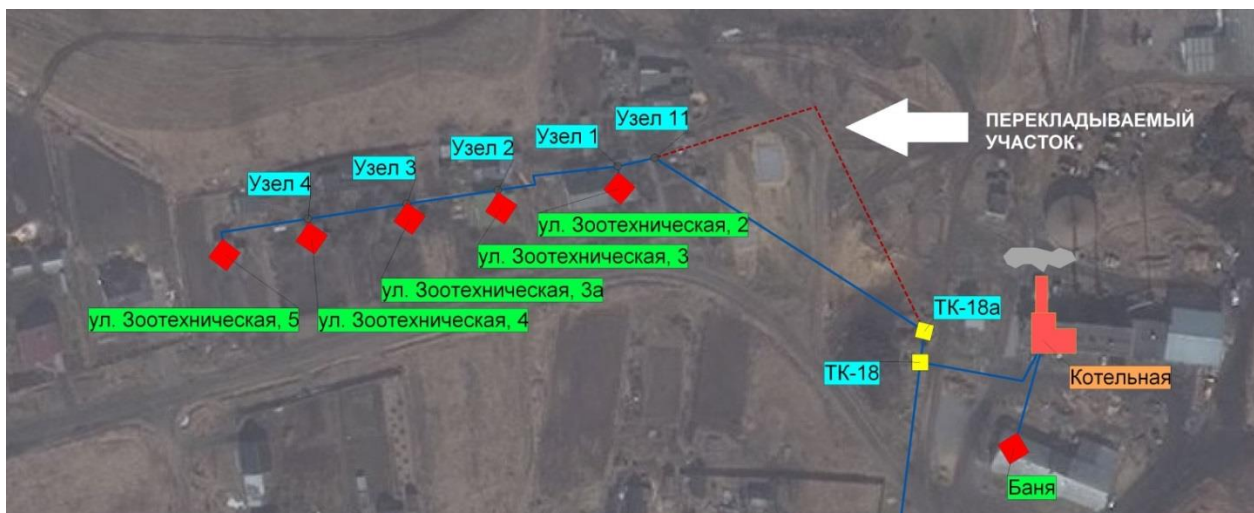 Узел 11
Узел 1
Узел 2
Узел 3
Узел 4
ПЕРЕКЛАДЫВАЕМЫЙ
УЧАСТОК.
ул. Зоотехническая, 2
ул. Зоотехническая, 3
ул. Зоотехническая, 3а
ул. Зоотехническая, 4
ул. Зоотехническая, 5
ТК-18а
ТК-18
Котельная
Баня